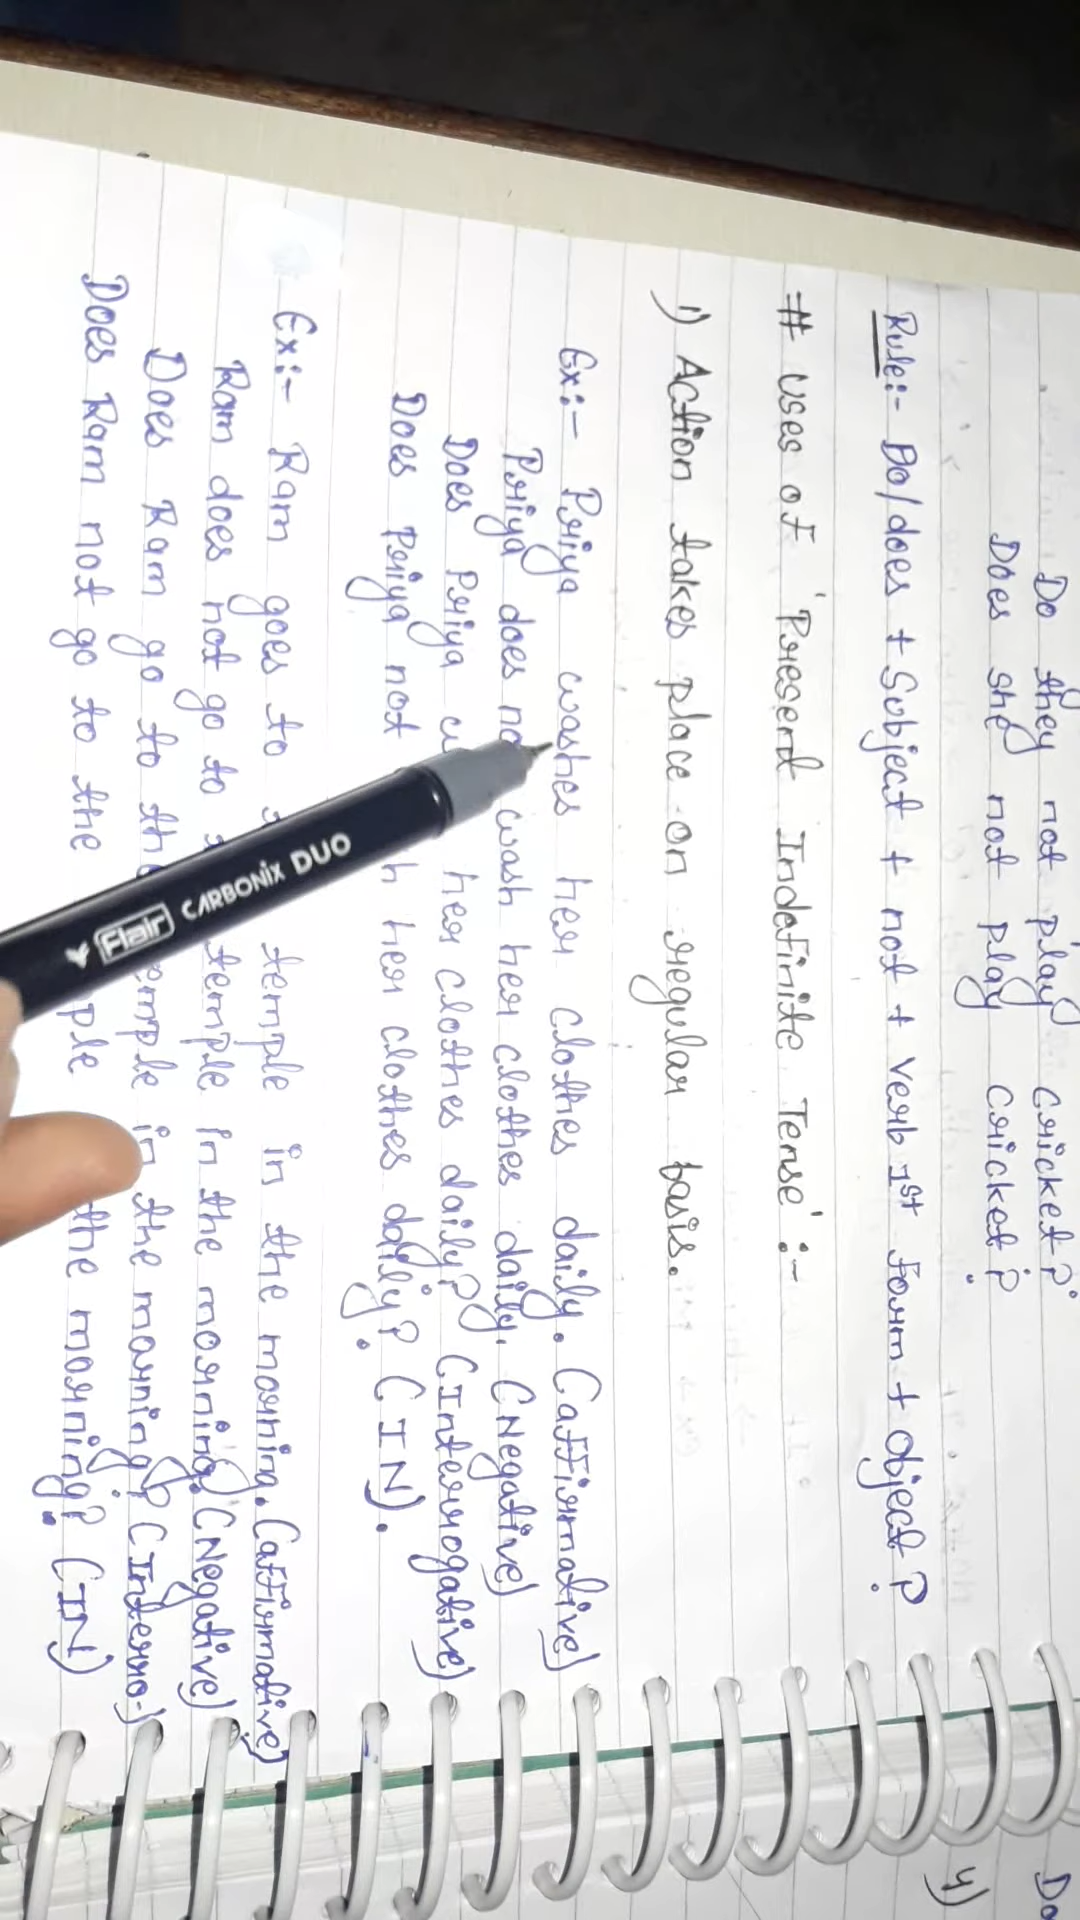 Do they not play cricket?
Does she not play cricket?
Rule:- Do/does + Subject + not + verb 1st form + object?
# Uses of 'Present Indefinite Tense' :-
1) Action takes place on regular basis.
Ex:- Priya washes her clothes daily. (affirmative)
Priya does wash her clothes daily. (Negative)
Does Priya her clothes daily? (Interrogative)
Does Priya not her clothes daily? (IN).
Ex:- Ram goes to temple in the morning. (affirmative)
Ram does not go to temple in the morning. (Negative)
Does Ram go to the temple in the morning? (Interro-)
Does Ram not go to the the morning? (IN)
Flair CARBONIX DUO
Do
4)